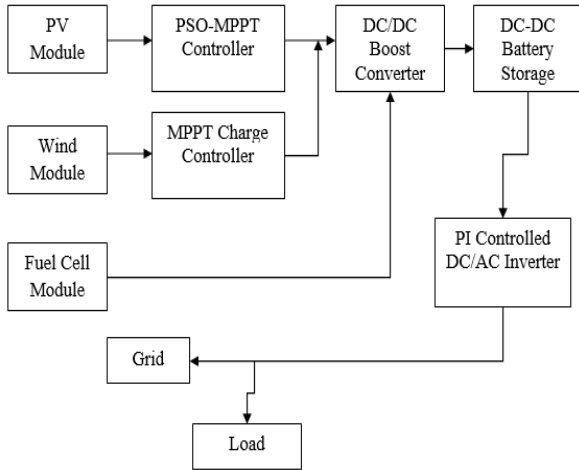 PV
Module
PSO-MPPT
Controller
DC/DC
Boost
Converter
DC-DC
Battery
Storage
Wind
Module
MPPT Charge
Controller
Fuel Cell
Module
PI Controlled
DC/AC Inverter
Grid
Load